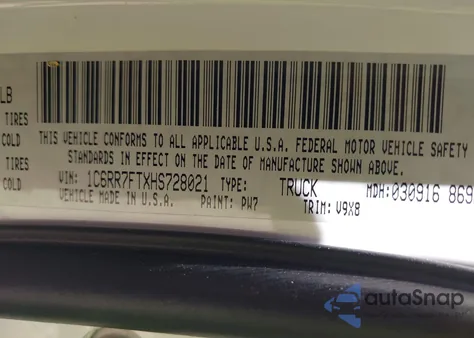 LB
TIRES
COLD THIS VEHICLE CONFORMS TO ALL APPLICABLE U.S.A. FEDERAL MOTOR VEHICLE SAFETY
TIRES STANDARDS IN EFFECT ON THE DATE OF MANUFACTURE SHOWN ABOVE.
COLD VIN: 1C6RR7FTXHS728021 TYPE: TRUCK MDH:030916 869
VEHICLE MADE IN U.S.A. PAINT: PW7 TRIM: V9X8
autoSnap